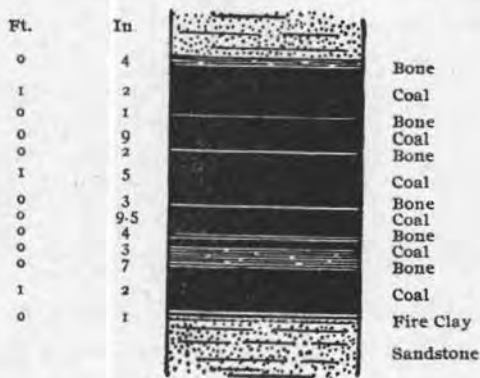 Ft. In
0 4 Bone
1 2 Coal
0 1 Bone
0 9 Coal
0 2 Bone
1 5 Coal
0 3 Bone
0 9.5 Coal
0 4 Bone
0 3 Coal
0 7 Bone
1 2 Coal
0 1 Fire Clay
Sandstone